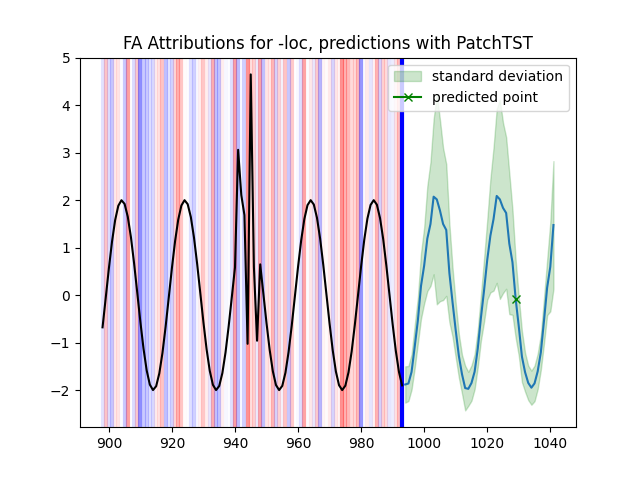 FA Attributions for -loc, predictions with PatchTST
standard deviation
predicted point
5
4
3
2
1
0
−1
−2
900 920 940 960 980 1000 1020 1040